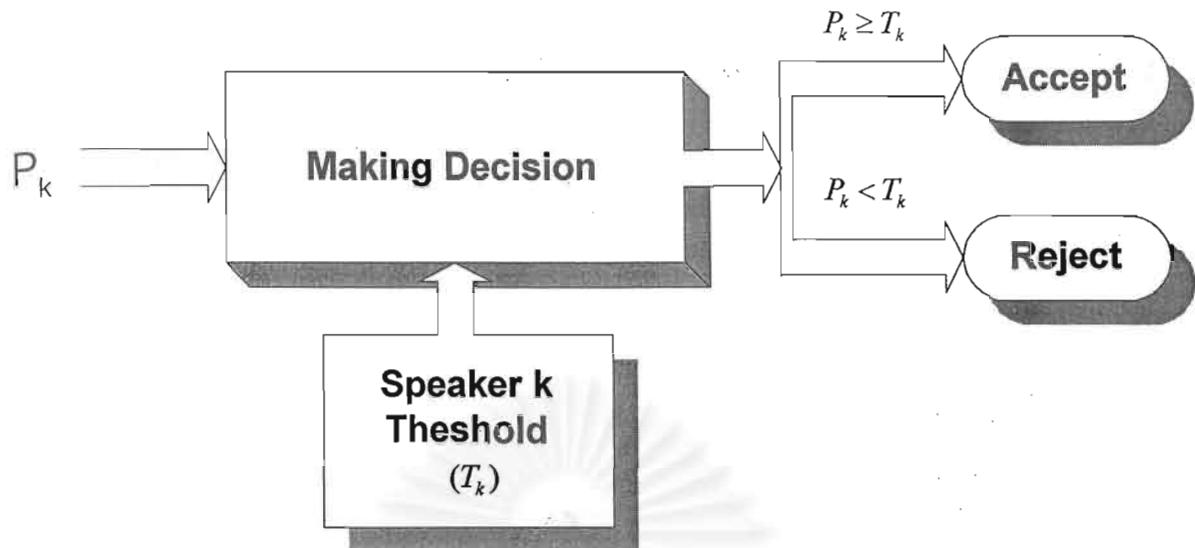 P_k ≥ T_k
Accept
P_k
Making Decision
P_k < T_k
Reject
Speaker k
Theshold
(T_k)